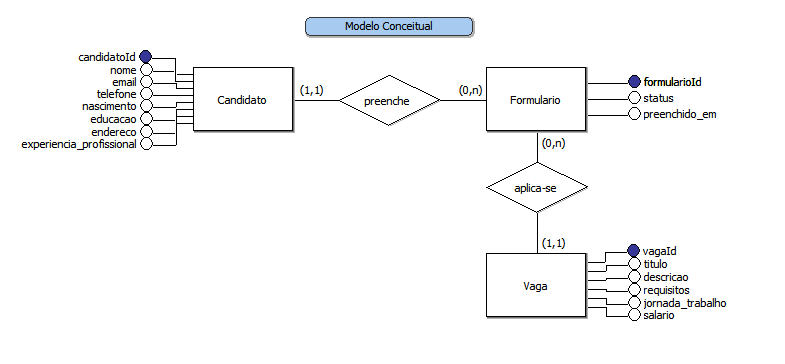 Modelo Conceitual
candidatoId
nome
email
telefone
nascimento
educacao
endereco
experiencia_profissional
Candidato
(1,1)
preenche
(0,n)
Formulario
formularioId
status
preenchido_em
(0,n)
aplica-se
(1,1)
Vaga
vagaId
titulo
descricao
requisitos
jornada_trabalho
salario